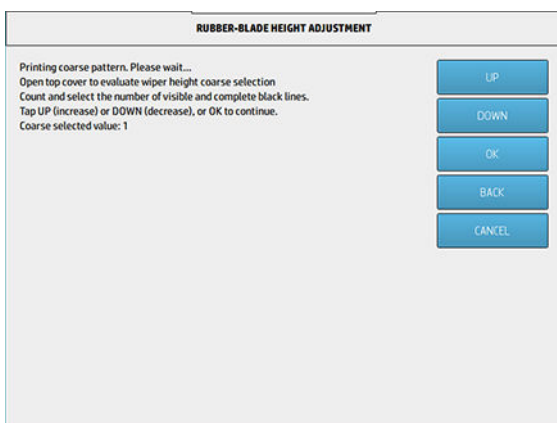 RUBBER-BLADE HEIGHT ADJUSTMENT
Printing coarse pattern. Please wait...
Open top cover to evaluate wiper height coarse selection
Count and select the number of visible and complete black lines.
Tap UP (increase) or DOWN (decrease), or OK to continue.
Coarse selected value: 1
UP
DOWN
OK
BACK
CANCEL